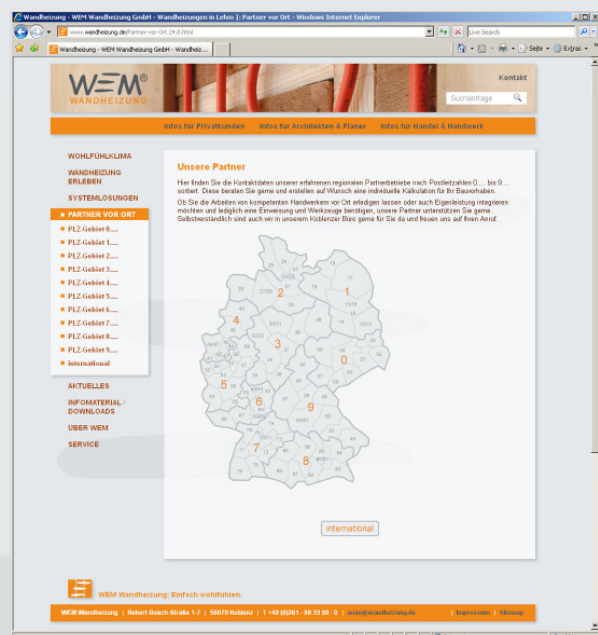 Wandheizung - WEM Wandheizung GmbH - Wandheizungen in Lehm |: Partner vor Ort - Windows Internet Explorer
www.wandheizung.de/Partner-vor-Ort.24.0.html
Live Search
Wandheizung - WEM Wandheizung GmbH - Wandheiz...
Seite
Extras
WEM®
WANDHEIZUNG
Kontakt
Suchanfrage
Infos für Privatkunden Infos für Architekten & Planer Infos für Handel & Handwerk
WOHLFÜHLKLIMA
WANDHEIZUNG
ERLEBEN
SYSTEMLÖSUNGEN
PARTNER VOR ORT
PLZ-Gebiet 0....
PLZ-Gebiet 1....
PLZ-Gebiet 2....
PLZ-Gebiet 3....
PLZ-Gebiet 4....
PLZ-Gebiet 5....
PLZ-Gebiet 6....
PLZ-Gebiet 7....
PLZ-Gebiet 8....
PLZ-Gebiet 9....
international
AKTUELLES
INFOMATERIAL /
DOWNLOADS
ÜBER WEM
SERVICE
Unsere Partner
Hier finden Sie die Kontaktdaten unserer erfahrenen regionalen Partnerbetriebe nach Postleitzahlen 0.... bis 9....
sortiert. Diese beraten Sie gerne und erstellen auf Wunsch eine individuelle Kalkulation für Ihr Bauvorhaben.
Ob Sie die Arbeiten von kompetenten Handwerkern vor Ort erledigen lassen oder auch Eigenleistung integrieren
möchten und lediglich eine Einweisung und Werkzeuge benötigen, unsere Partner unterstützen Sie gerne.
Selbstverständlich sind auch wir in unserem Koblenzer Büro gerne für Sie da und freuen uns auf Ihren Anruf.
2
1
4
3
0
5
6
9
7
8
international
WEM Wandheizung: Einfach wohlfühlen.
WEM Wandheizung | Robert-Bosch-Straße 1-7 | 56070 Koblenz | T +49 (0)261 - 98 33 99 - 0 | wem@wandheizung.de | Impressum | Sitemap